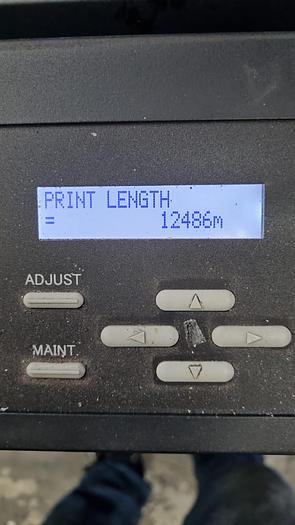 PRINT LENGTH
= 12486m
ADJUST
MAINT.